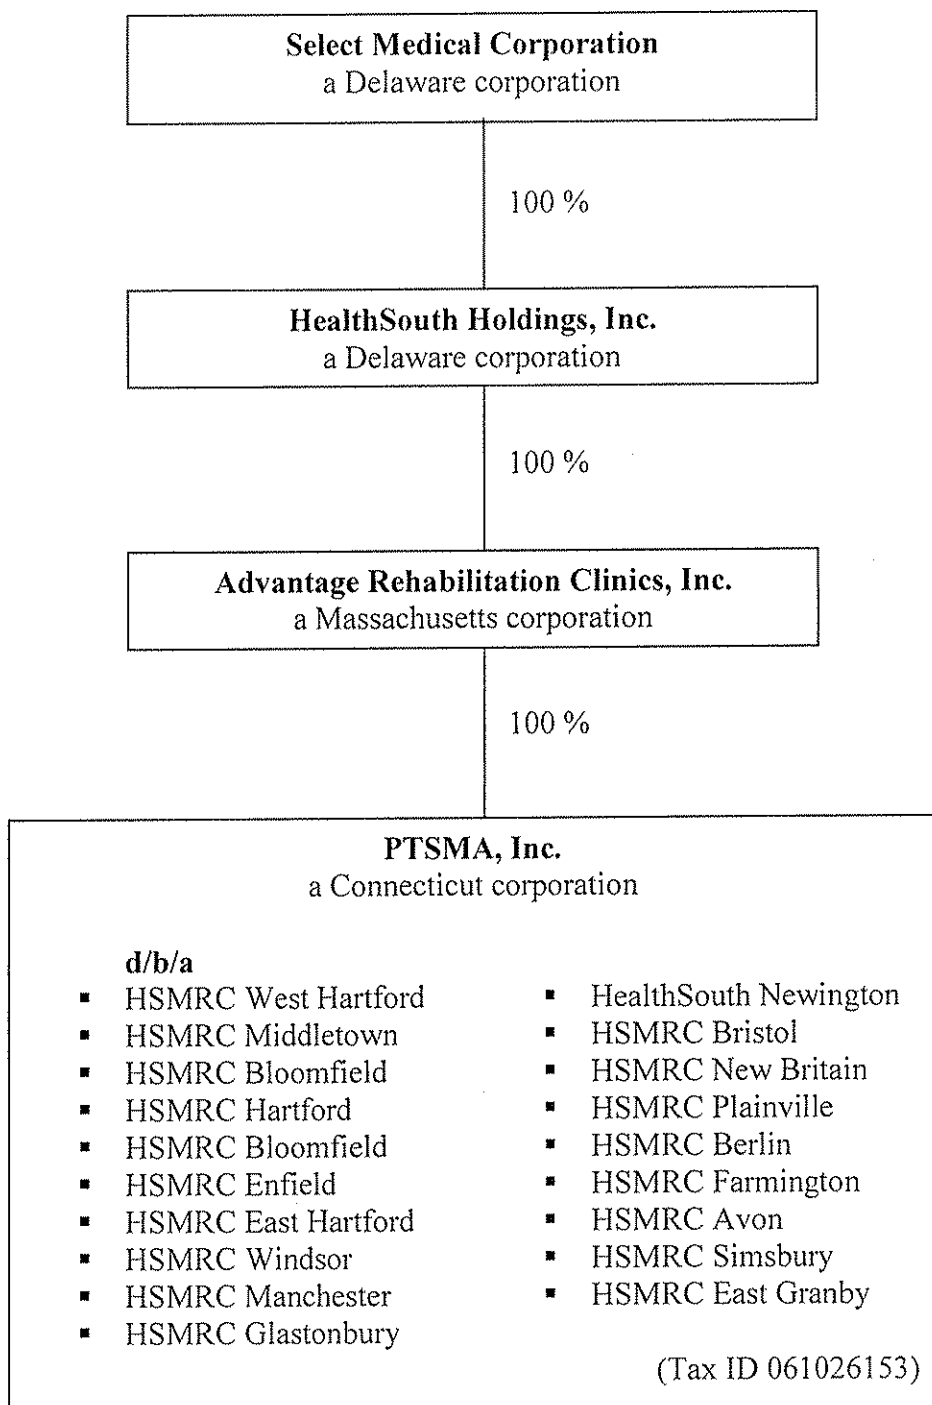 Select Medical Corporation
a Delaware corporation
100 %
HealthSouth Holdings, Inc.
a Delaware corporation
100 %
Advantage Rehabilitation Clinics, Inc.
a Massachusetts corporation
100 %
PTSMA, Inc.
a Connecticut corporation
d/b/a
▪ HSMRC West Hartford
▪ HSMRC Middletown
▪ HSMRC Bloomfield
▪ HSMRC Hartford
▪ HSMRC Bloomfield
▪ HSMRC Enfield
▪ HSMRC East Hartford
▪ HSMRC Windsor
▪ HSMRC Manchester
▪ HSMRC Glastonbury
▪ HealthSouth Newington
▪ HSMRC Bristol
▪ HSMRC New Britain
▪ HSMRC Plainville
▪ HSMRC Berlin
▪ HSMRC Farmington
▪ HSMRC Avon
▪ HSMRC Simsbury
▪ HSMRC East Granby
(Tax ID 061026153)